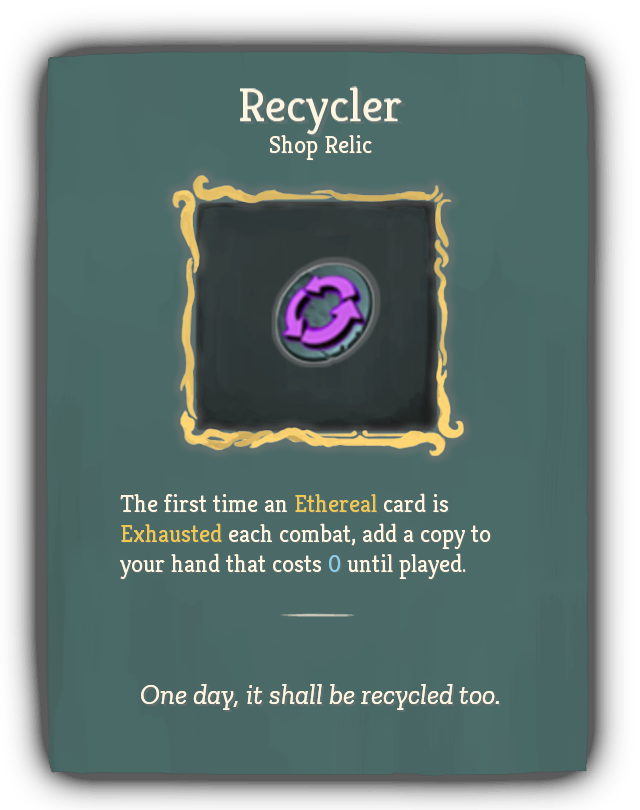 Recycler
Shop Relic
The first time an Ethereal card is
Exhausted each combat, add a copy to
your hand that costs 0 until played.
One day, it shall be recycled too.